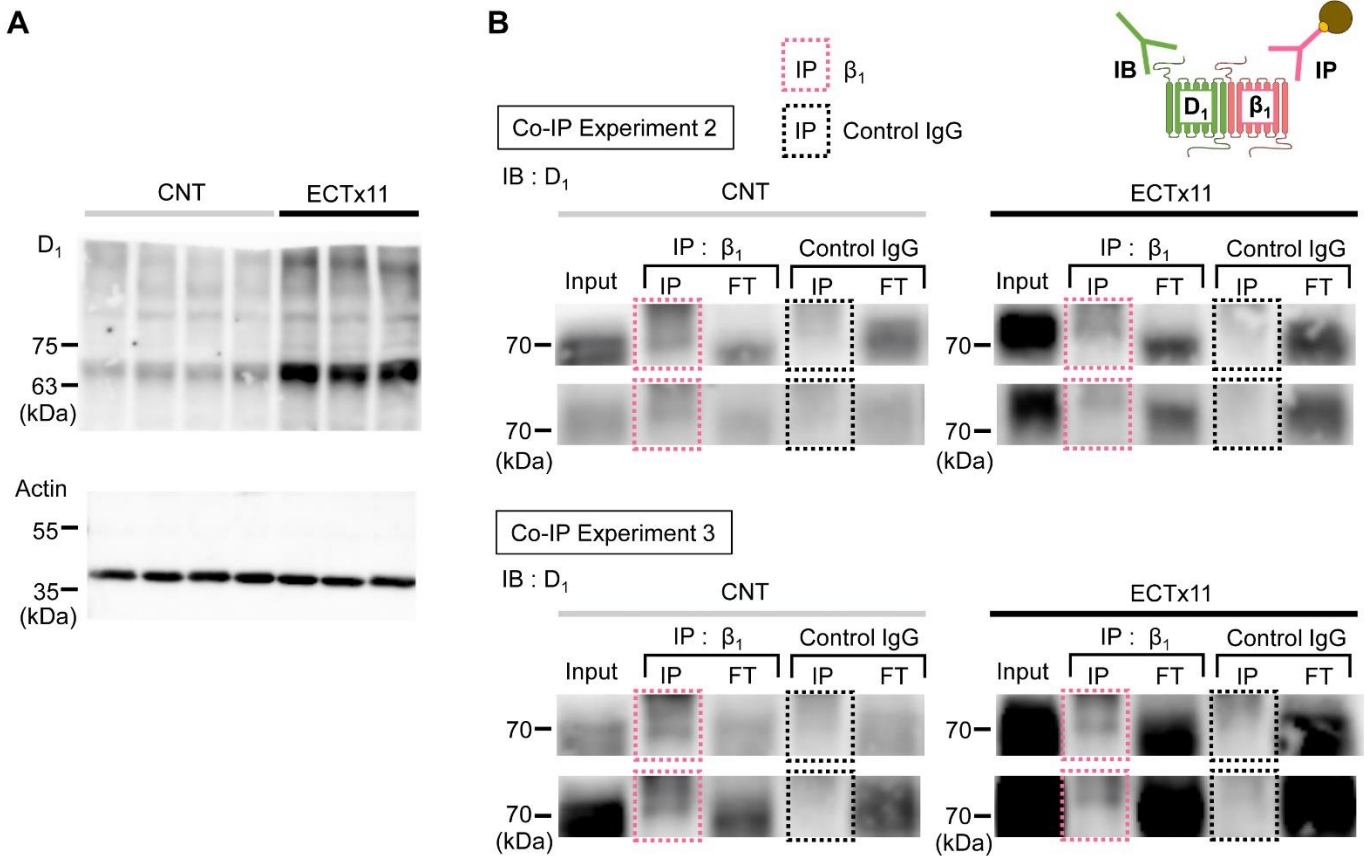 A
CNT
ECTx11
D1
75
63
(kDa)
Actin
55
35
(kDa)
B
IP β1
IP Control IgG
IB
IP
D1
β1
Co-IP Experiment 2
IB : D1
CNT
ECTx11
IP : β1
Control IgG
IP : β1
Control IgG
Input
IP
FT
IP
FT
Input
IP
FT
IP
FT
70
70
70
70
(kDa)
(kDa)
Co-IP Experiment 3
IB : D1
CNT
ECTx11
IP : β1
Control IgG
IP : β1
Control IgG
Input
IP
FT
IP
FT
Input
IP
FT
IP
FT
70
70
70
70
(kDa)
(kDa)